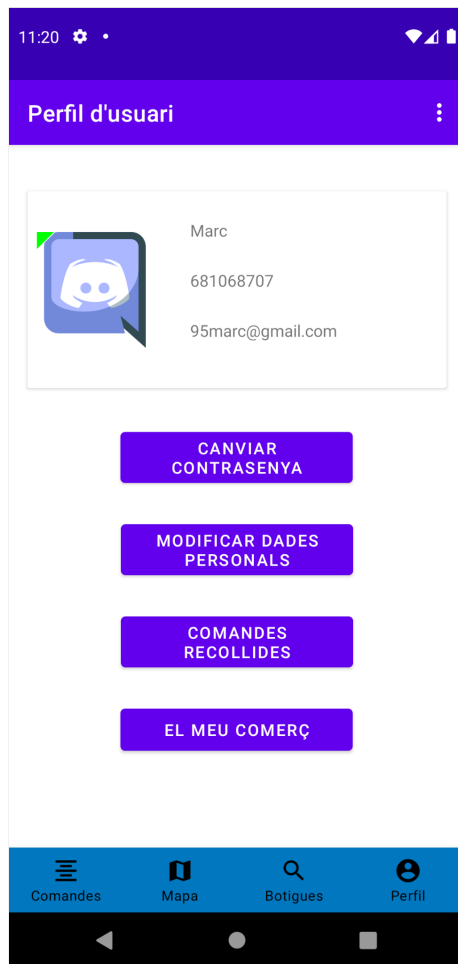 11:20
Perfil d'usuari
Marc
681068707
95marc@gmail.com
CANVIAR
CONTRASENYA
MODIFICAR DADES
PERSONALS
COMANDES
RECOLLIDES
EL MEU COMERÇ
Comandes Mapa Botigues Perfil